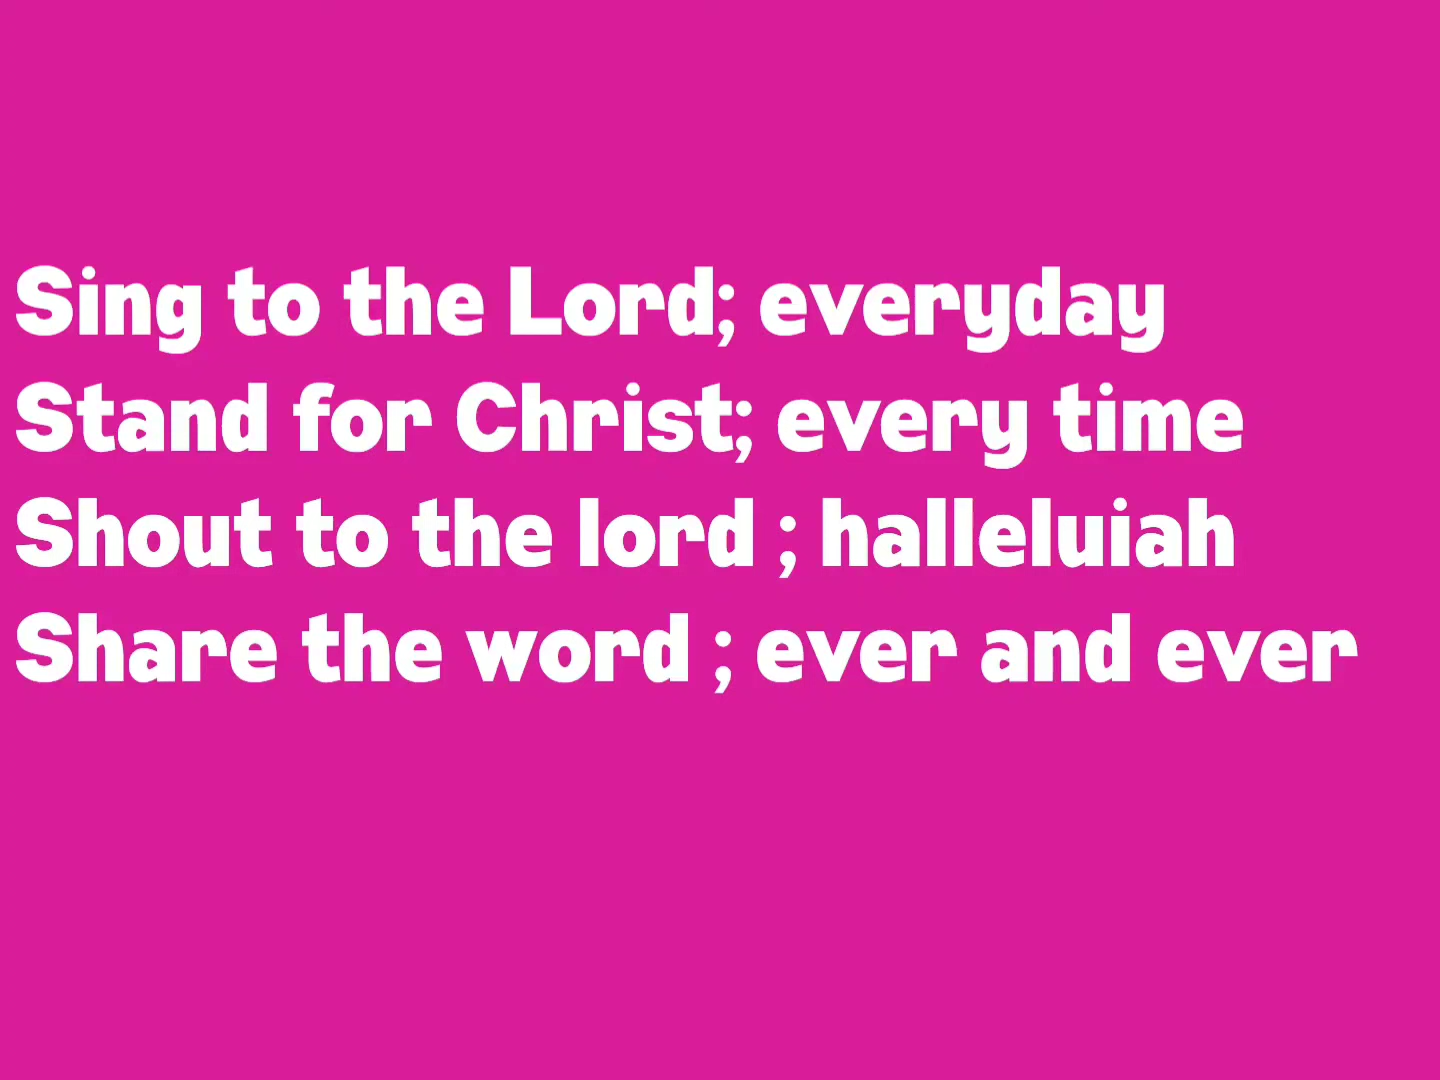 Sing to the Lord; everyday
Stand for Christ; every time
Shout to the lord ; halleluiah
Share the word ; ever and ever